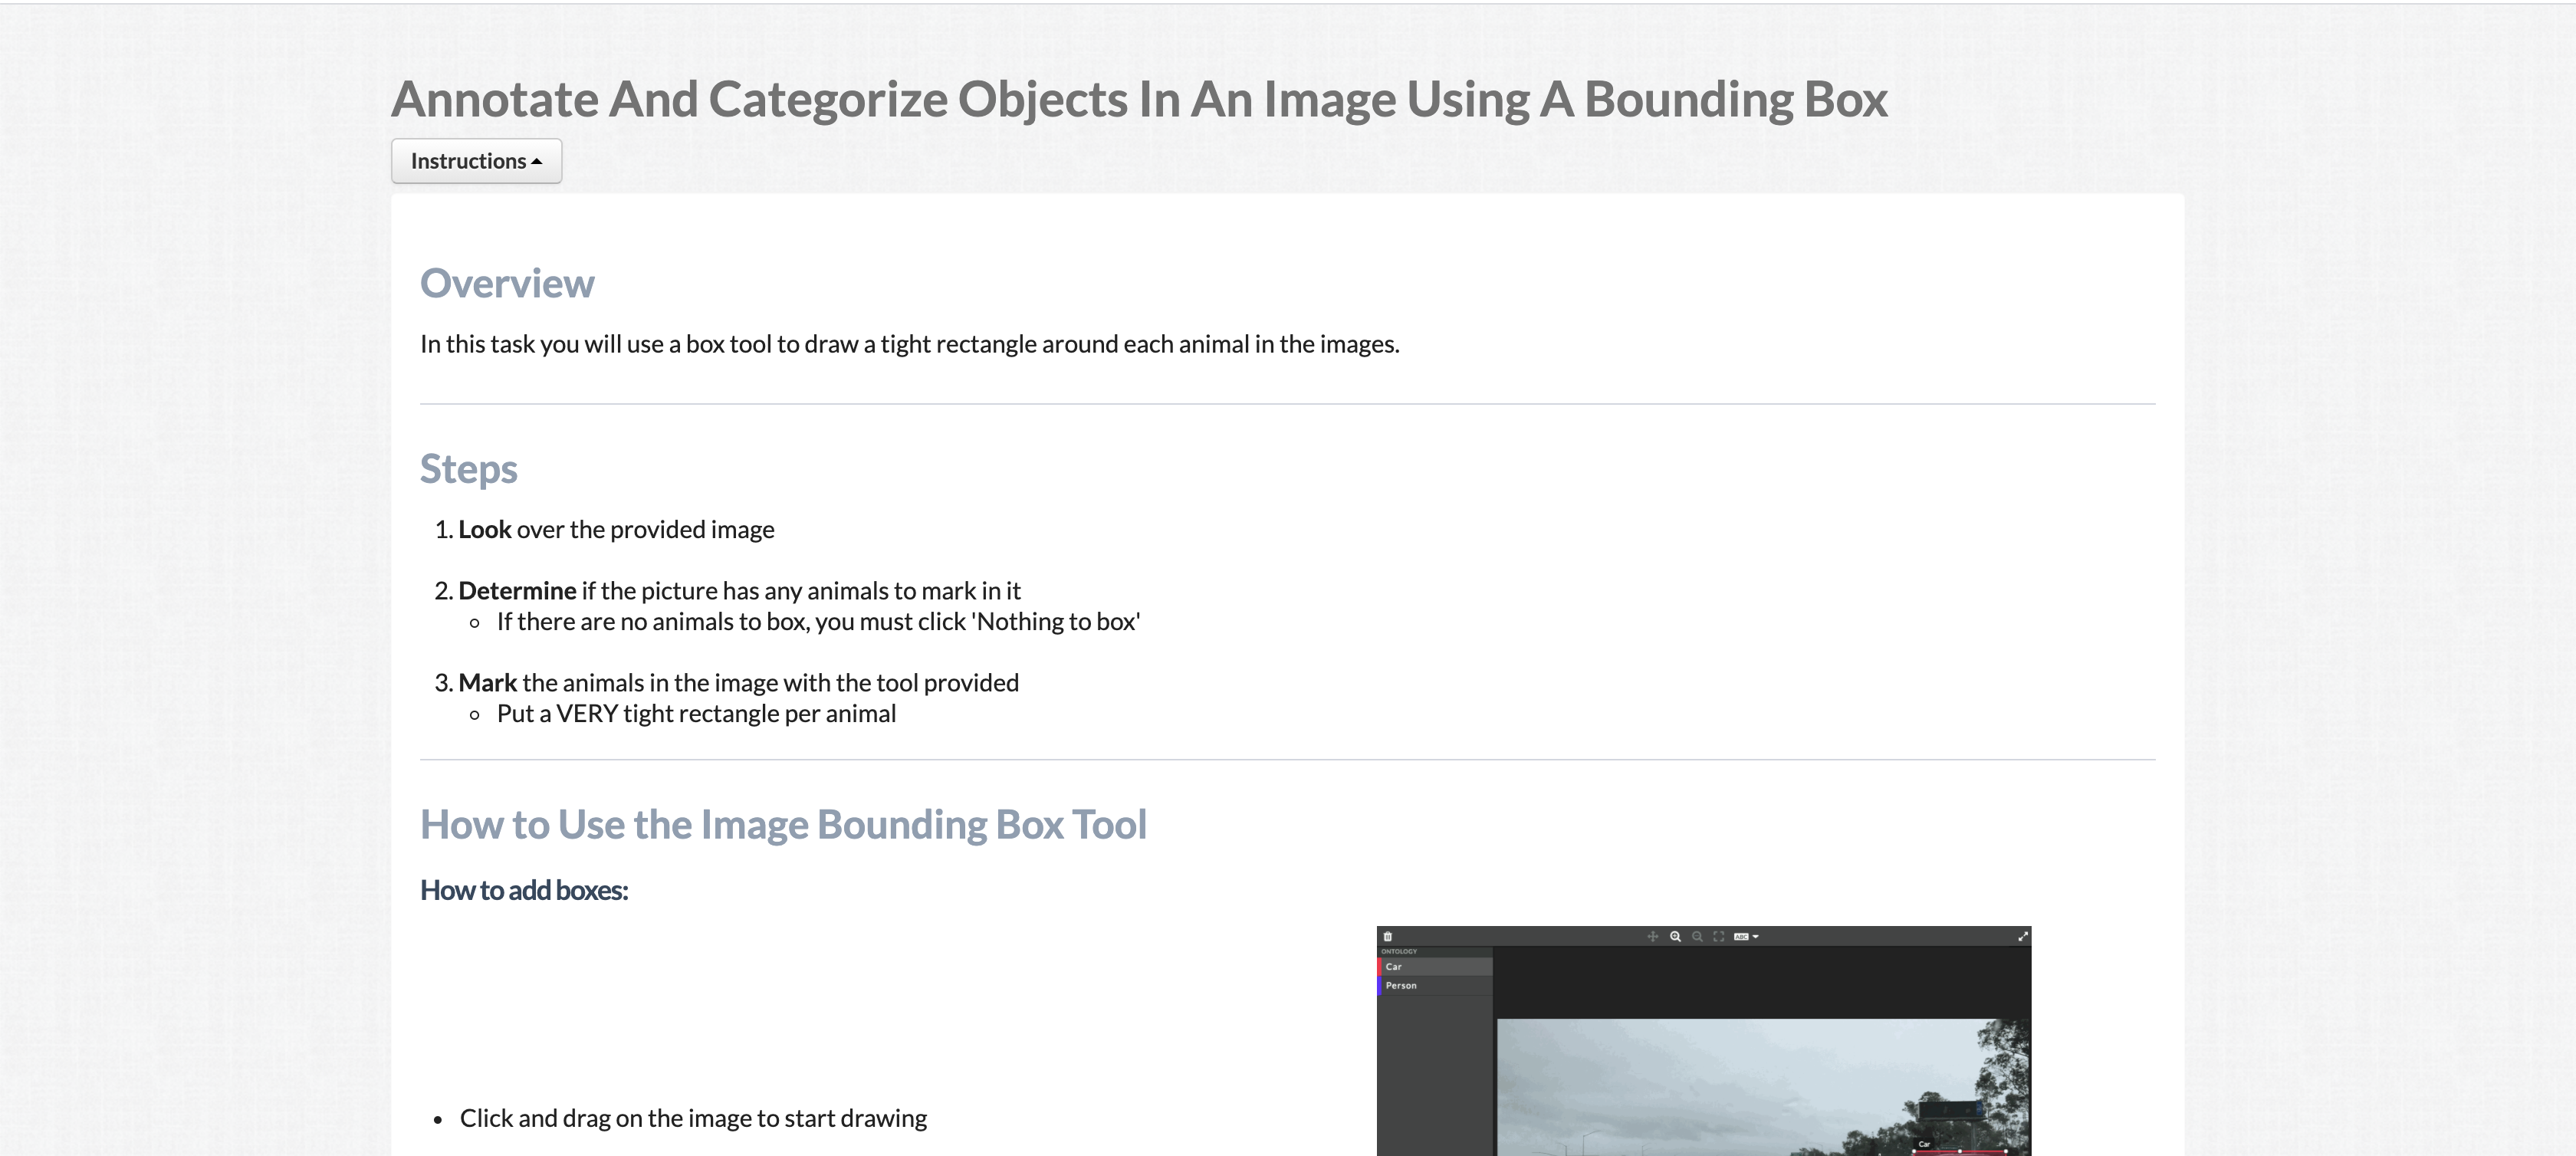 Annotate And Categorize Objects In An Image Using A Bounding Box
Instructions
Overview
In this task you will use a box tool to draw a tight rectangle around each animal in the images.
Steps
1. Look over the provided image
2. Determine if the picture has any animals to mark in it
If there are no animals to box, you must click 'Nothing to box'
3. Mark the animals in the image with the tool provided
Put a VERY tight rectangle per animal
How to Use the Image Bounding Box Tool
How to add boxes:
ABC
ONTOLOGY
Car
Person
Click and drag on the image to start drawing
Car